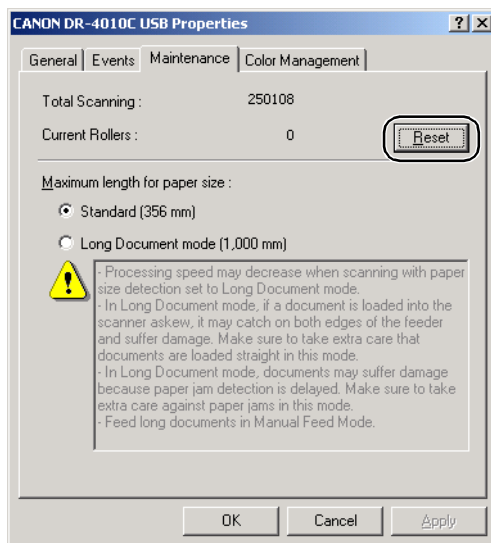 CANON DR-4010C USB Properties
General Events Maintenance Color Management
Total Scanning : 250108
Current Rollers : 0 Reset
Maximum length for paper size :
Standard (356 mm)
Long Document mode (1,000 mm)
- Processing speed may decrease when scanning with paper
size detection set to Long Document mode.
- In Long Document mode, if a document is loaded into the
scanner askew, it may catch on both edges of the feeder
and suffer damage. Make sure to take extra care that
documents are loaded straight in this mode.
- In Long Document mode, documents may suffer damage
because paper jam detection is delayed. Make sure to take
extra care against paper jams in this mode.
- Feed long documents in Manual Feed Mode.
OK Cancel Apply